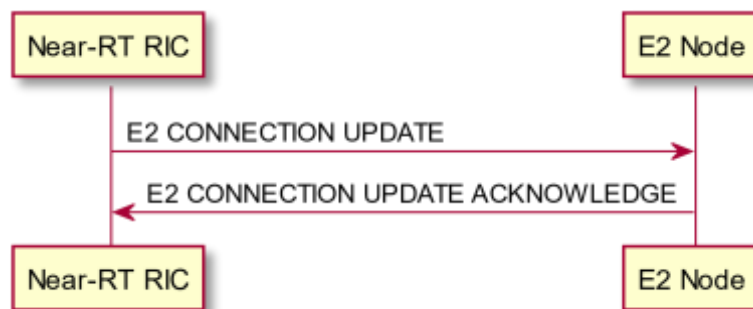 Near-RT RIC
E2 Node
E2 CONNECTION UPDATE
E2 CONNECTION UPDATE ACKNOWLEDGE
Near-RT RIC
E2 Node